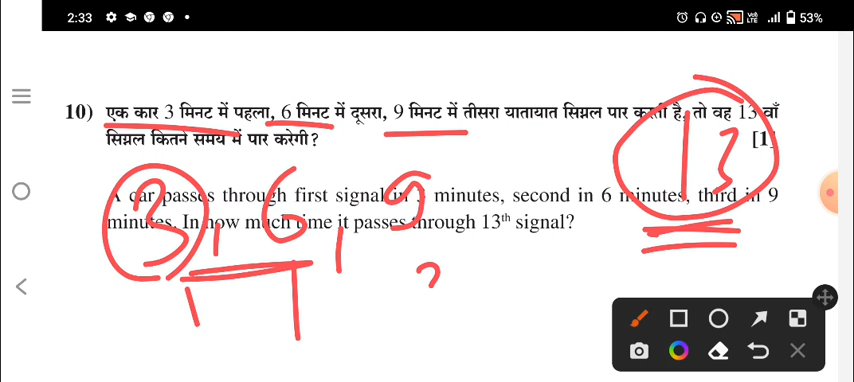 2:33
Vo)) LTE 53%
10) एक कार 3 मिनट में पहला, 6 मिनट में दूसरा, 9 मिनट में तीसरा यातायात सिग्नल पार करती है, तो वह 13 वाँ
सिग्नल कितने समय में पार करेगी?
[1]
A car passes through first signal in 3 minutes, second in 6 minutes, third in 9
minutes. In how much time it passes through 13th signal?
13
3, 6, 9
?